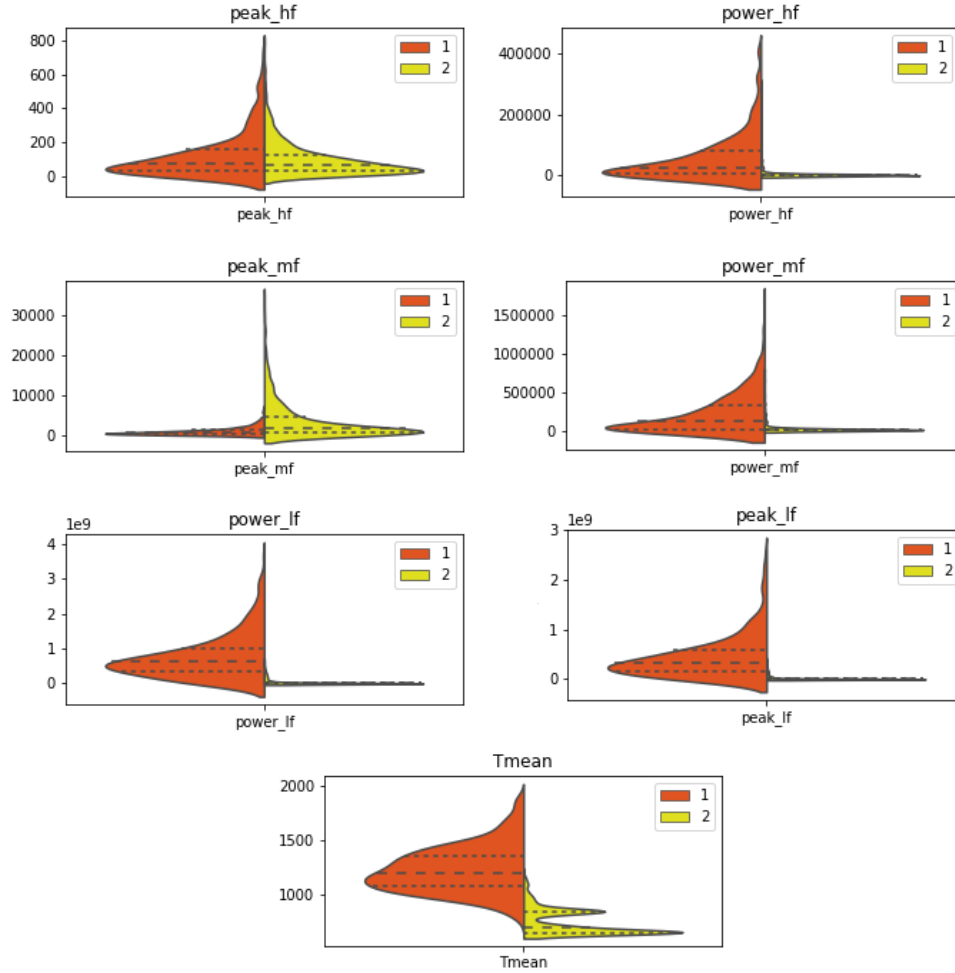 peak_hf
800
600
400
200
0
1
2
peak_hf
power_hf
400000
200000
0
1
2
power_hf
peak_mf
30000
20000
10000
0
1
2
peak_mf
power_mf
1500000
1000000
500000
0
1
2
power_mf
power_lf
1e9
4
3
2
1
0
1
2
power_lf
peak_lf
1e9
3
2
1
0
1
2
peak_lf
Tmean
2000
1500
1000
1
2
Tmean